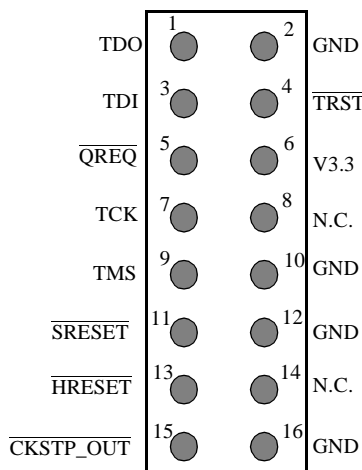 TDO 1 2 GND
TDI 3 4 TRST
QREQ 5 6 V3.3
TCK 7 8 N.C.
TMS 9 10 GND
SRESET 11 12 GND
HRESET 13 14 N.C.
CKSTP_OUT 15 16 GND